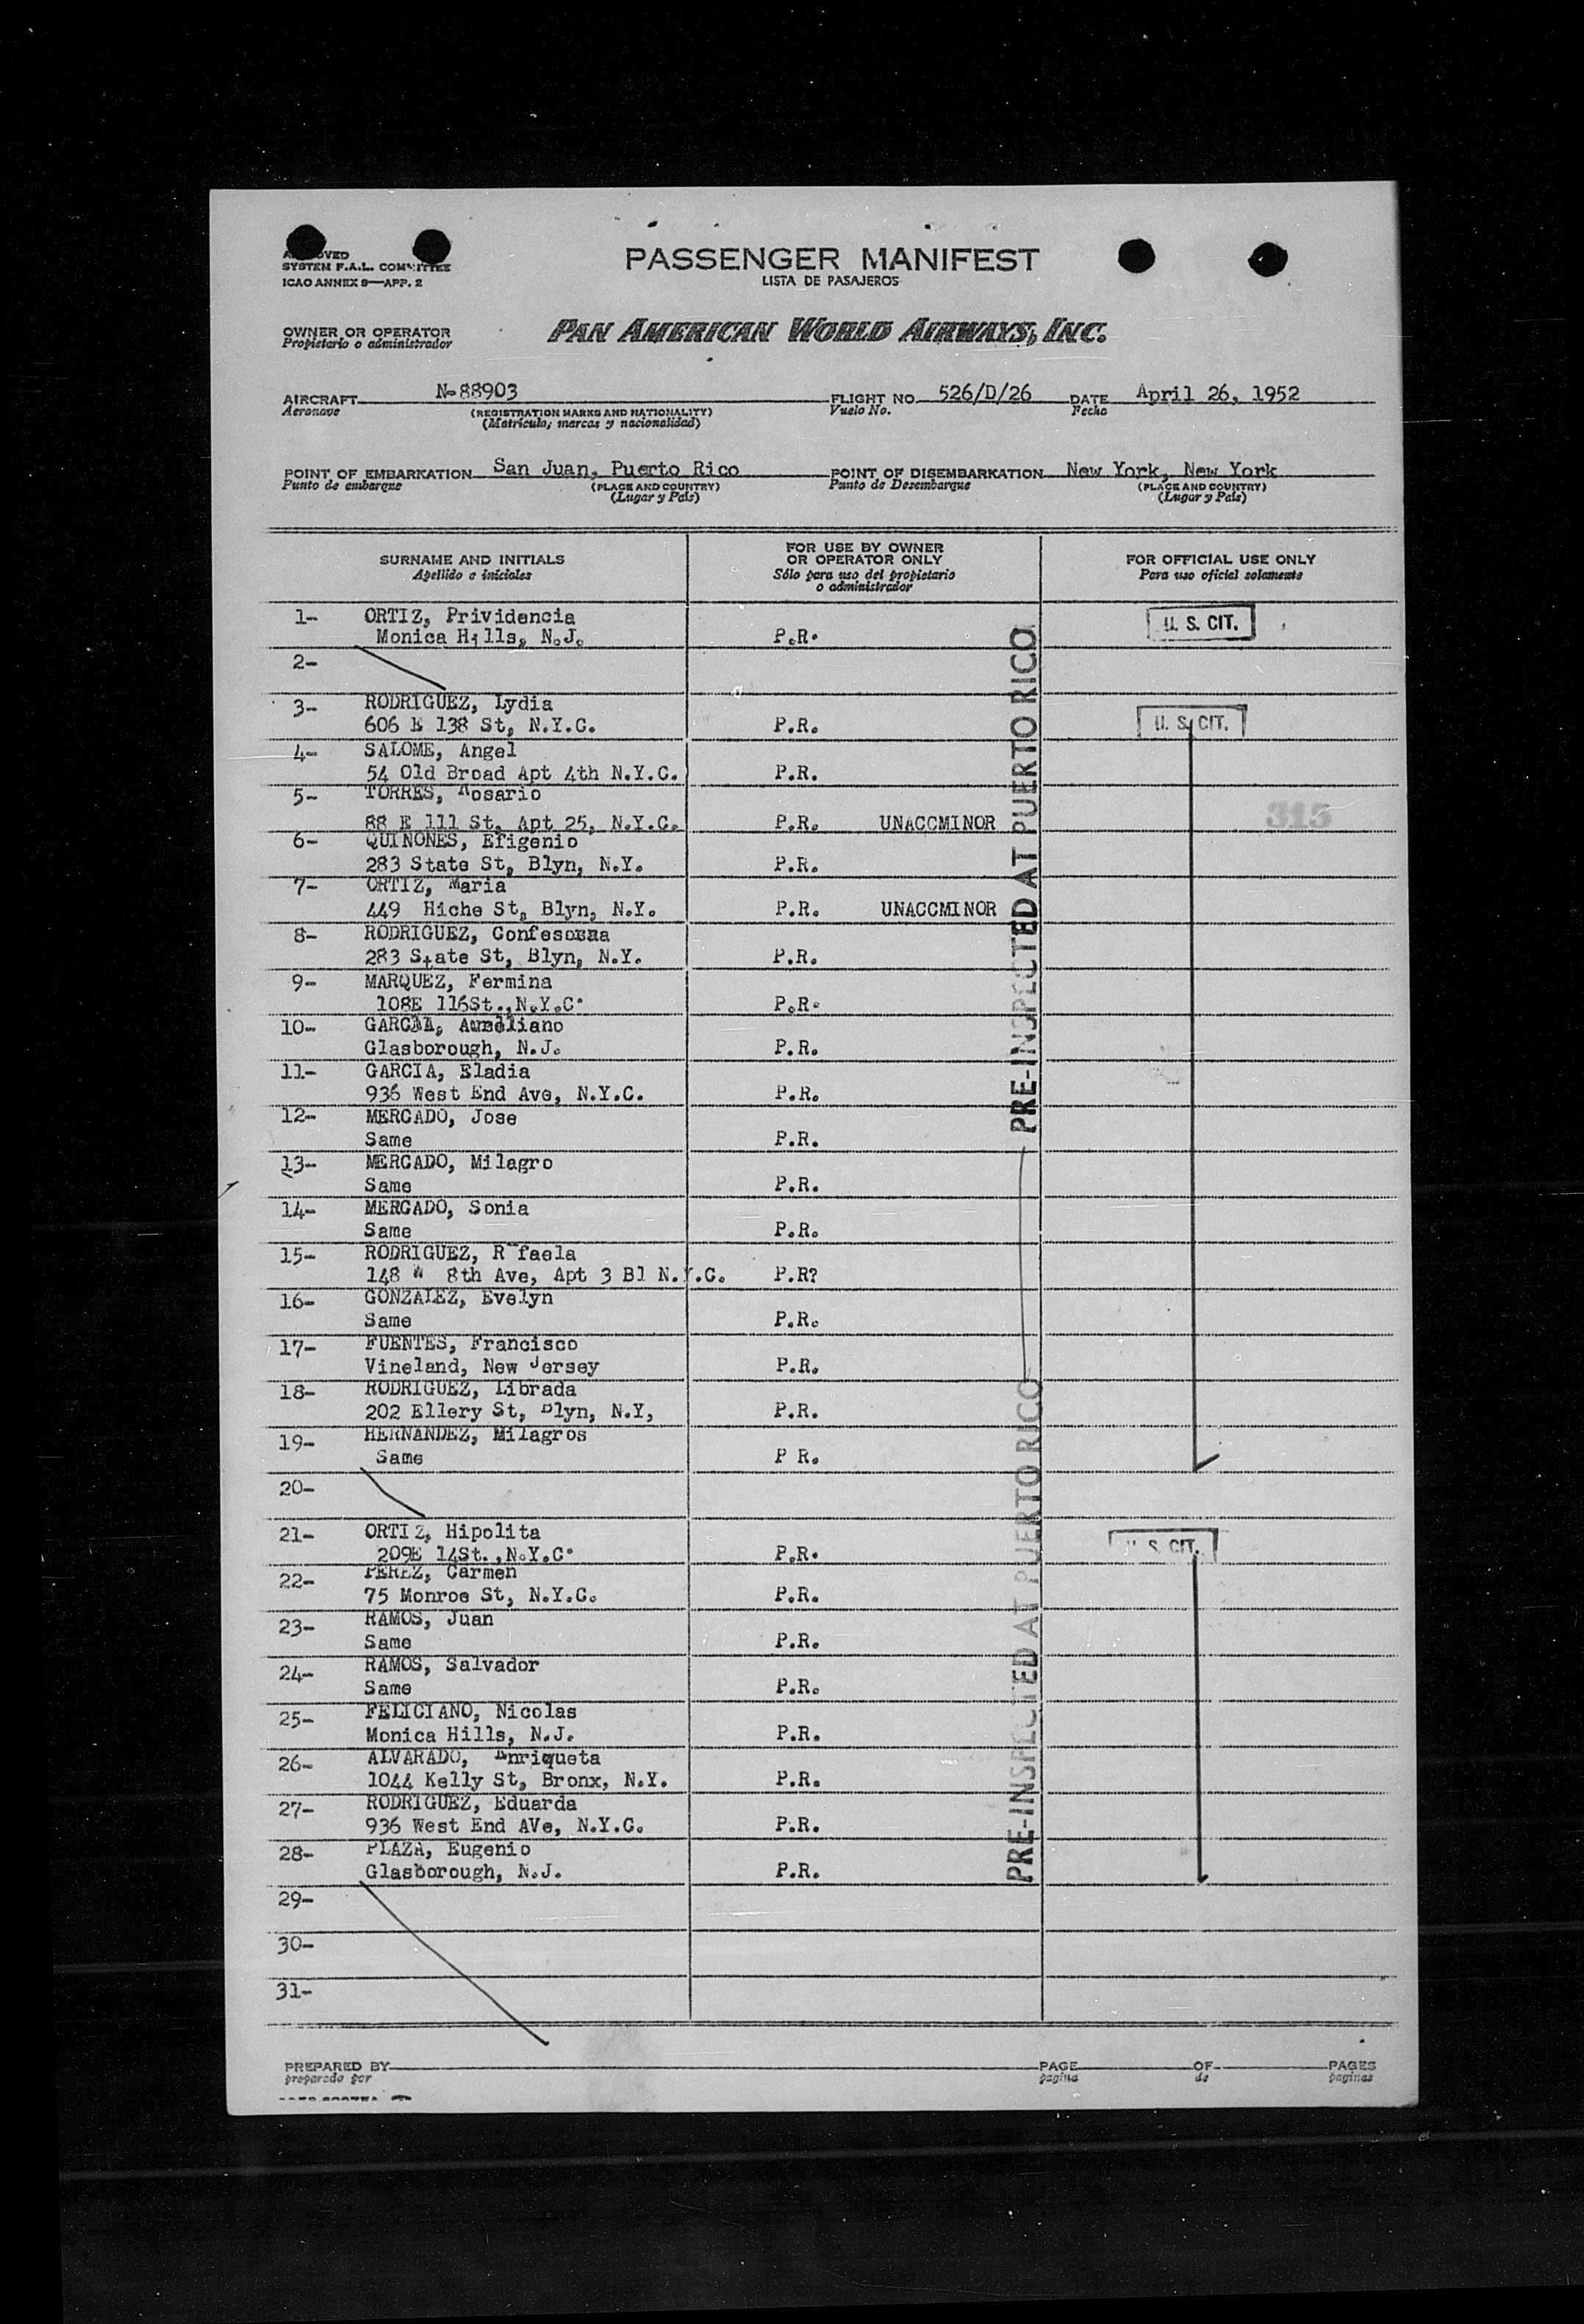 SYSTEM F.A.L. COMMITTEE
ICAO ANNEX 9—APP. 2
PASSENGER MANIFEST
LISTA DE PASAJEROS
OWNER OR OPERATOR
Propietario o administrador
PAN AMERICAN WORLD AIRWAYS, INC.
AIRCRAFT N-88903 FLIGHT NO. 526/D/26 DATE April 26, 1952
Aeronave (REGISTRATION MARKS AND NATIONALITY) Vuelo No. Fecha
(Matrícula, marcas y nacionalidad)
POINT OF EMBARKATION San Juan, Puerto Rico POINT OF DISEMBARKATION New York, New York
Punto de embarque (PLACE AND COUNTRY) Punto de Desembarque (PLACE AND COUNTRY)
(Lugar y País) (Lugar y País)
SURNAME AND INITIALS
Apellido e iniciales
FOR USE BY OWNER
OR OPERATOR ONLY
Sólo para uso del propietario
o administrador
FOR OFFICIAL USE ONLY
Para uso oficial solamente
1- ORTIZ, Prividencia
Monica Hills, N.J. P.R. U. S. CIT.
2-
3- RODRIGUEZ, Lydia
606 E 138 St, N.Y.C. P.R. U. S. CIT.
4- SALOME, Angel
54 Old Broad Apt 4th N.Y.C. P.R.
5- TORRES, Rosario
88 E 111 St, Apt 25, N.Y.C. P.R. UNACCMINOR 315
6- QUINONES, Efigenio
283 State St, Blyn, N.Y. P.R.
7- ORTIZ, Maria
449 Hiche St, Blyn, N.Y. P.R. UNACCMINOR
8- RODRIGUEZ,
283 State St, Blyn, N.Y. P.R.
9- MARQUEZ, Fermina
108E 116St.,N.Y.C. P.R.
10- GARCIA, Aureliano
Glasborough, N.J. P.R.
11- GARCIA, Eladia
936 West End Ave, N.Y.C. P.R.
12- MERCADO, Jose
Same P.R.
13- MERCADO, Milagro
Same P.R.
14- MERCADO, Sonia
Same P.R.
15- RODRIGUEZ, R faela
148 W 8th Ave, Apt 3 Bl N.Y.C. P.R?
16- GONZALEZ, Evelyn
Same P.R.
17- FUENTES, Francisco
Vineland, New Jersey P.R.
18- RODRIGUEZ, Librada
202 Ellery St, Blyn, N.Y, P.R.
19- HERNANDEZ, Milagros
Same P R.
20-
21- ORTIZ, Hipolita
209E 14St.,N.Y.C. P.R. U. S. CIT.
22- PEREZ, Carmen
75 Monroe St, N.Y.C. P.R.
23- RAMOS, Juan
Same P.R.
24- RAMOS, Salvador
Same P.R.
25- FELICIANO, Nicolas
Monica Hills, N.J. P.R.
26- ALVARADO, Enriqueta
1044 Kelly St, Bronx, N.Y. P.R.
27- RODRIGUEZ, Eduarda
936 West End AVe, N.Y.C. P.R.
28- PLAZA, Eugenio
Glasborough, N.J. P.R.
29-
30-
31-
PRE-INSPECTED AT PUERTO RICO
PRE-INSPECTED AT PUERTO RICO
PREPARED BY PAGE OF PAGES
preparado por página de páginas